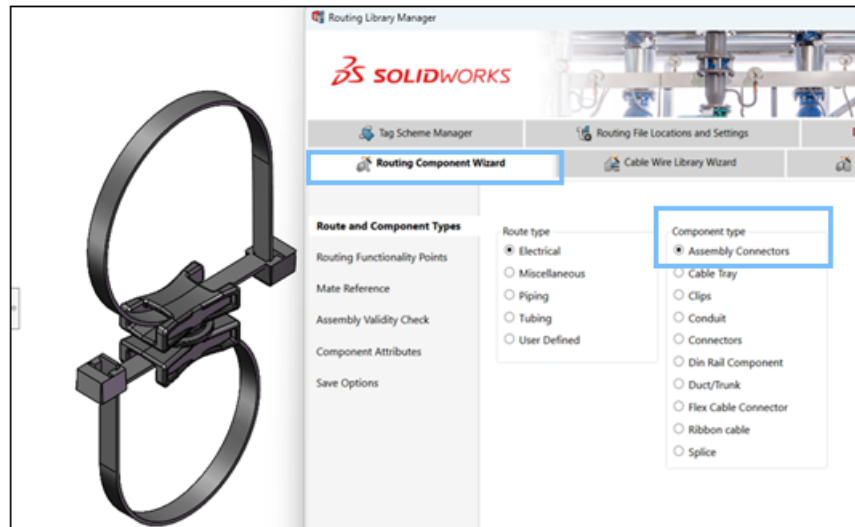 Routing Library Manager
SOLIDWORKS
Tag Scheme Manager
Routing File Locations and Settings
Routing Component Wizard
Cable Wire Library Wizard
Route and Component Types
Routing Functionality Points
Mate Reference
Assembly Validity Check
Component Attributes
Save Options
Route type
Electrical
Miscellaneous
Piping
Tubing
User Defined
Component type
Assembly Connectors
Cable Tray
Clips
Conduit
Connectors
Din Rail Component
Duct/Trunk
Flex Cable Connector
Ribbon cable
Splice